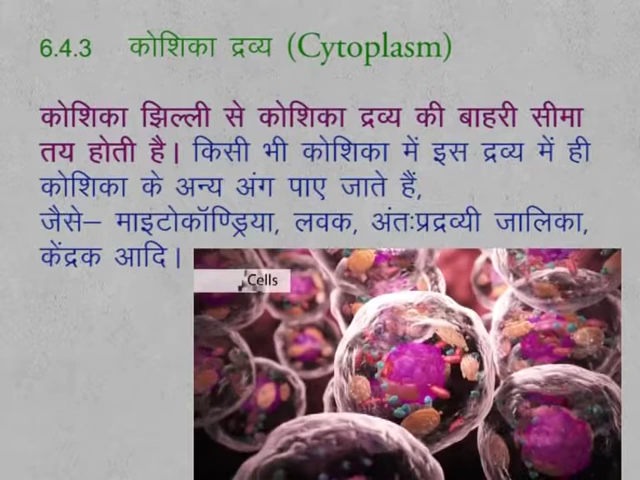 6.4.3 कोशिका द्रव्य (Cytoplasm)
कोशिका झिल्ली से कोशिका द्रव्य की बाहरी सीमा
तय होती है। किसी भी कोशिका में इस द्रव्य में ही
कोशिका के अन्य अंग पाए जाते हैं,
जैसे– माइटोकॉण्ड्रिया, लवक, अंतःप्रद्रव्यी जालिका,
केंद्रक आदि।
Cells